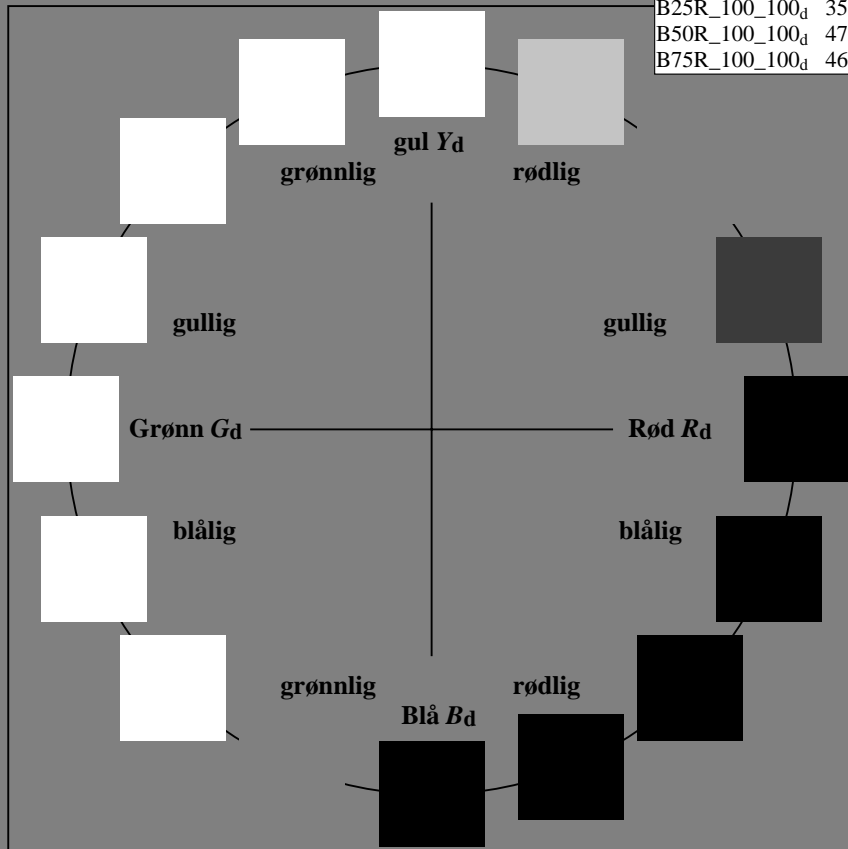 B25R_100_100d 35
B50R_100_100d 47
B75R_100_100d 46
gul Yd
grønnlig rødlig
gullig gullig
Grønn Gd Rød Rd
blålig blålig
grønnlig rødlig
Blå Bd